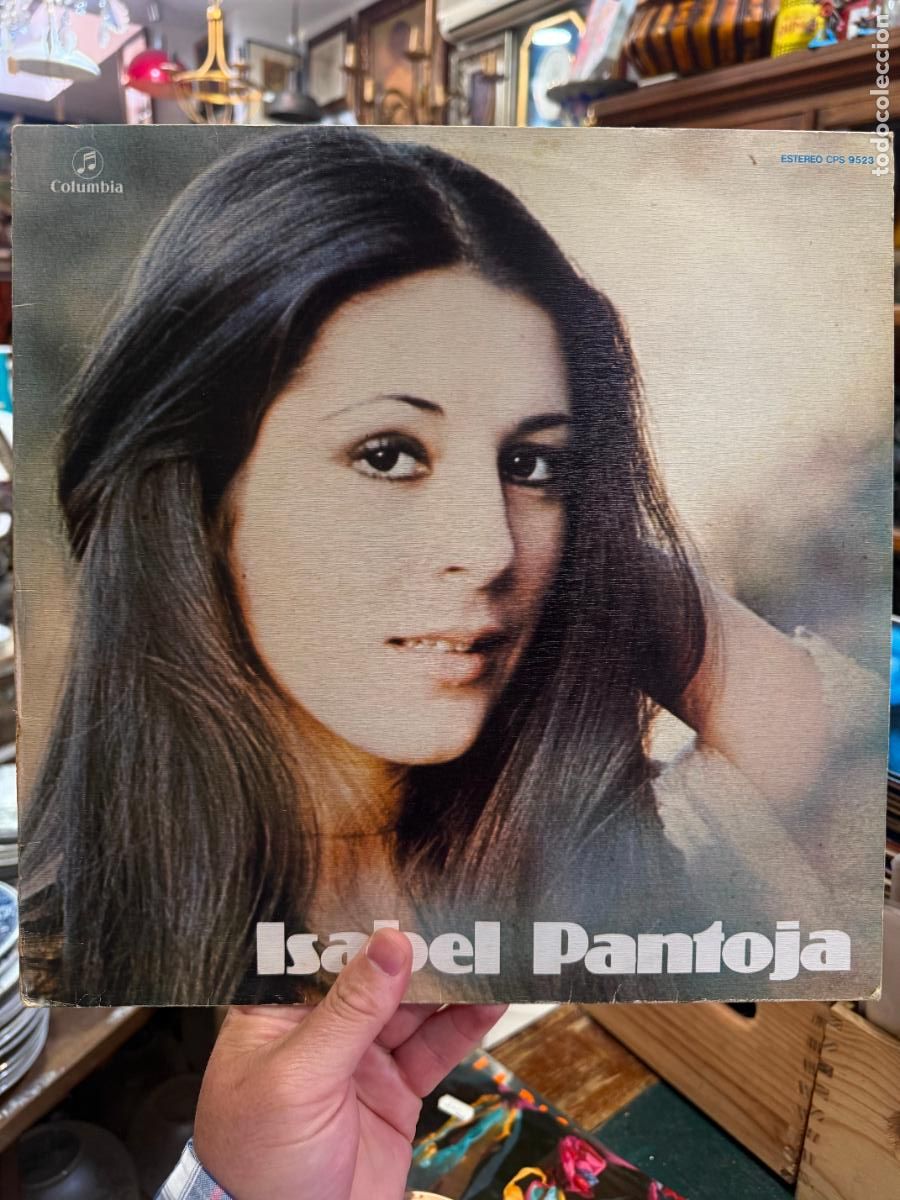 Columbia
ESTEREO CPS 9523
todocoleccion
Isabel Pantoja